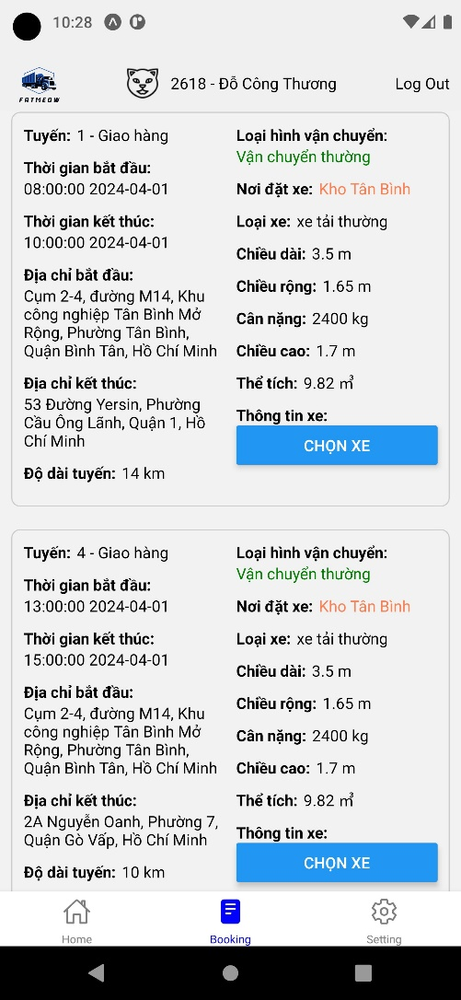 10:28
FATMEOW
2618 - Đỗ Công Thương
Log Out
Tuyến: 1 - Giao hàng
Thời gian bắt đầu:
08:00:00 2024-04-01
Thời gian kết thúc:
10:00:00 2024-04-01
Địa chỉ bắt đầu:
Cụm 2-4, đường M14, Khu
công nghiệp Tân Bình Mở
Rộng, Phường Tân Bình,
Quận Bình Tân, Hồ Chí Minh
Địa chỉ kết thúc:
53 Đường Yersin, Phường
Cầu Ông Lãnh, Quận 1, Hồ
Chí Minh
Độ dài tuyến: 14 km
Loại hình vận chuyển:
Vận chuyển thường
Nơi đặt xe: Kho Tân Bình
Loại xe: xe tải thường
Chiều dài: 3.5 m
Chiều rộng: 1.65 m
Cân nặng: 2400 kg
Chiều cao: 1.7 m
Thể tích: 9.82 ㎥
Thông tin xe:
CHỌN XE
Tuyến: 4 - Giao hàng
Thời gian bắt đầu:
13:00:00 2024-04-01
Thời gian kết thúc:
15:00:00 2024-04-01
Địa chỉ bắt đầu:
Cụm 2-4, đường M14, Khu
công nghiệp Tân Bình Mở
Rộng, Phường Tân Bình,
Quận Bình Tân, Hồ Chí Minh
Địa chỉ kết thúc:
2A Nguyễn Oanh, Phường 7,
Quận Gò Vấp, Hồ Chí Minh
Độ dài tuyến: 10 km
Loại hình vận chuyển:
Vận chuyển thường
Nơi đặt xe: Kho Tân Bình
Loại xe: xe tải thường
Chiều dài: 3.5 m
Chiều rộng: 1.65 m
Cân nặng: 2400 kg
Chiều cao: 1.7 m
Thể tích: 9.82 ㎥
Thông tin xe:
CHỌN XE
Home
Booking
Setting